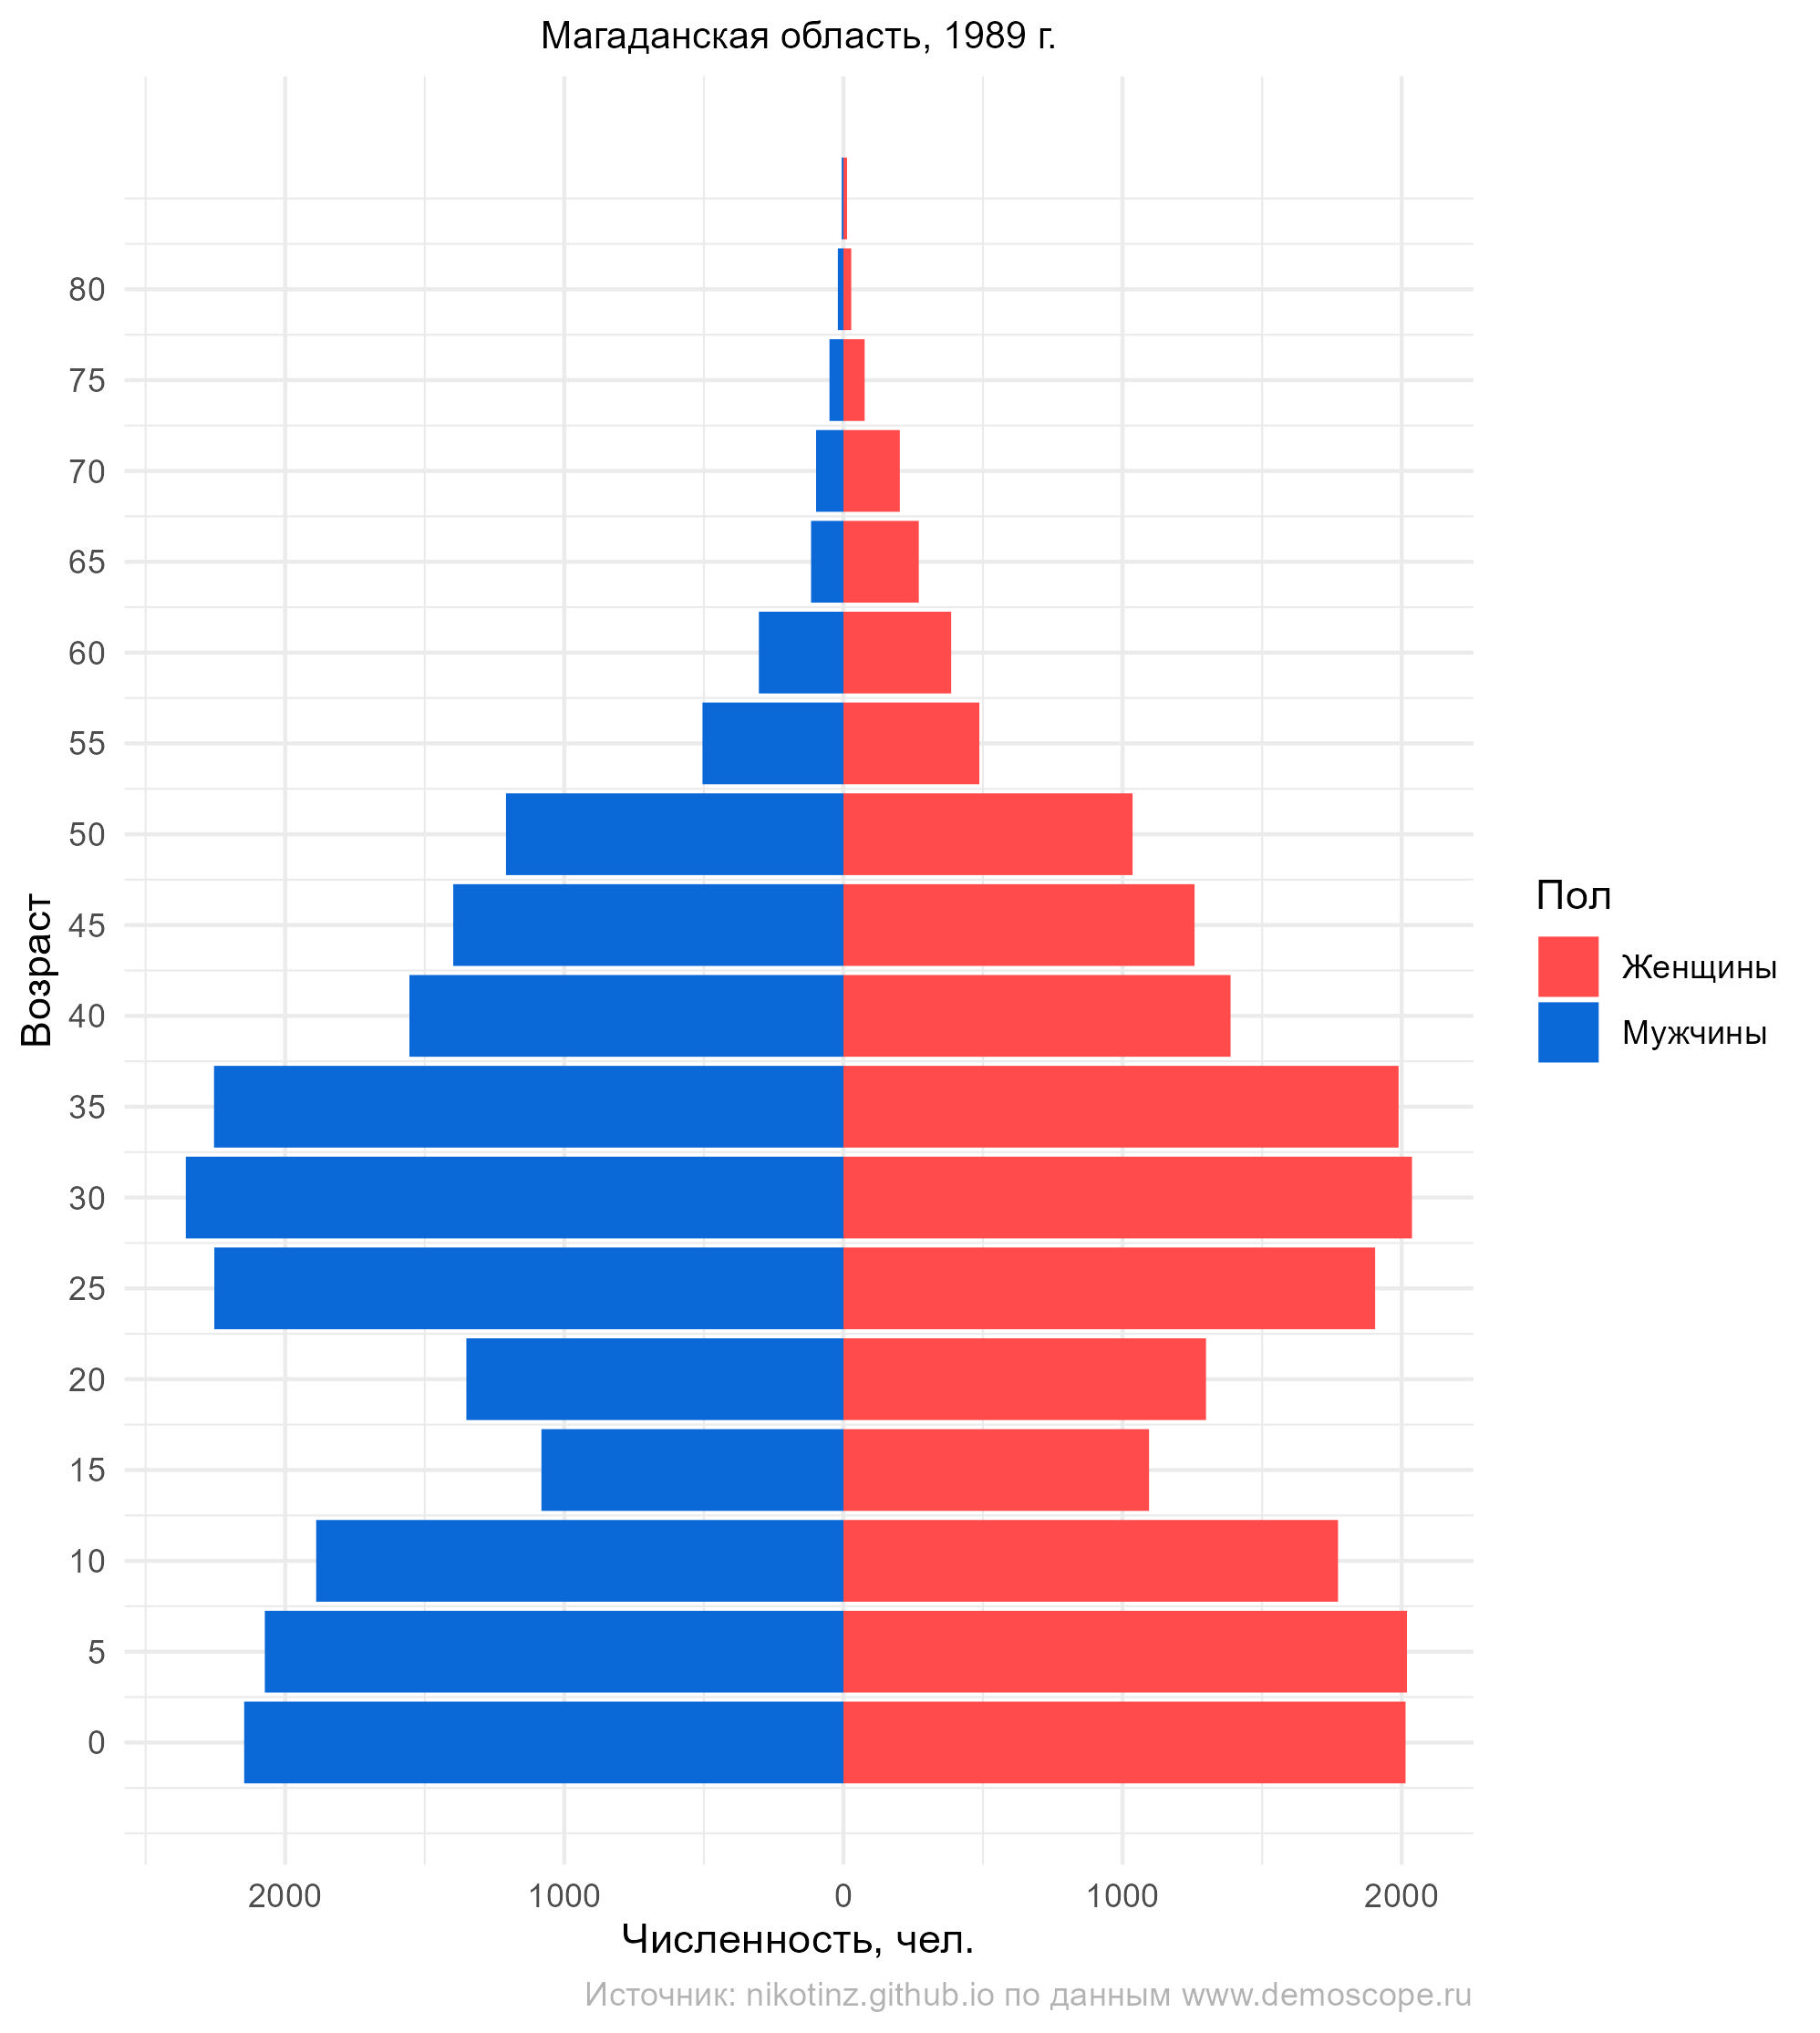 Магаданская область, 1989 г.
80
75
70
65
60
55
50
45
40
35
30
25
20
15
10
5
0
Возраст
2000 1000 0 1000 2000
Численность, чел.
Пол
Женщины
Мужчины
Источник: nikotinz.github.io по данным www.demoscope.ru